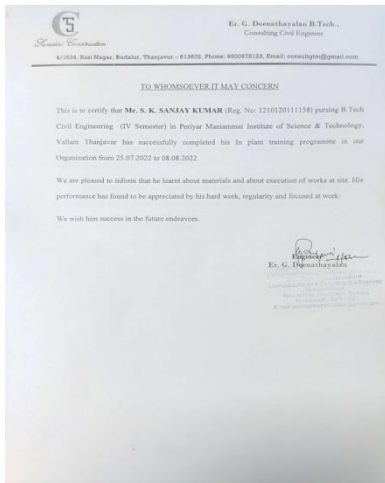 Er. G. Deenathayalan B.Tech.,
Consulting Civil Engineer
Construction
4/1634, Rasi Nagar, Budalur, Thanjavur - 613602, Phone:
TO WHOMSOEVER IT MAY CONCERN
This is to certify that Mr. S. K. SANJAY KUMAR (Reg. No: 1210120111158) pursing B.Tech
Civil Engineering (IV Semester) in Periyar Maniammai Institute of Science & Technology,
Vallam Thanjavur has successfully completed his In plant training programme in our
Organization from 25.07.2022 to 08.08.2022
We are pleased to inform that he learnt about materials and about execution of works at site. His
performance has found to be appreciated by his hard work, regularity and focused at work.
We wish him success in the future endeavors.
Engineer
Er. G. Deenathayalan